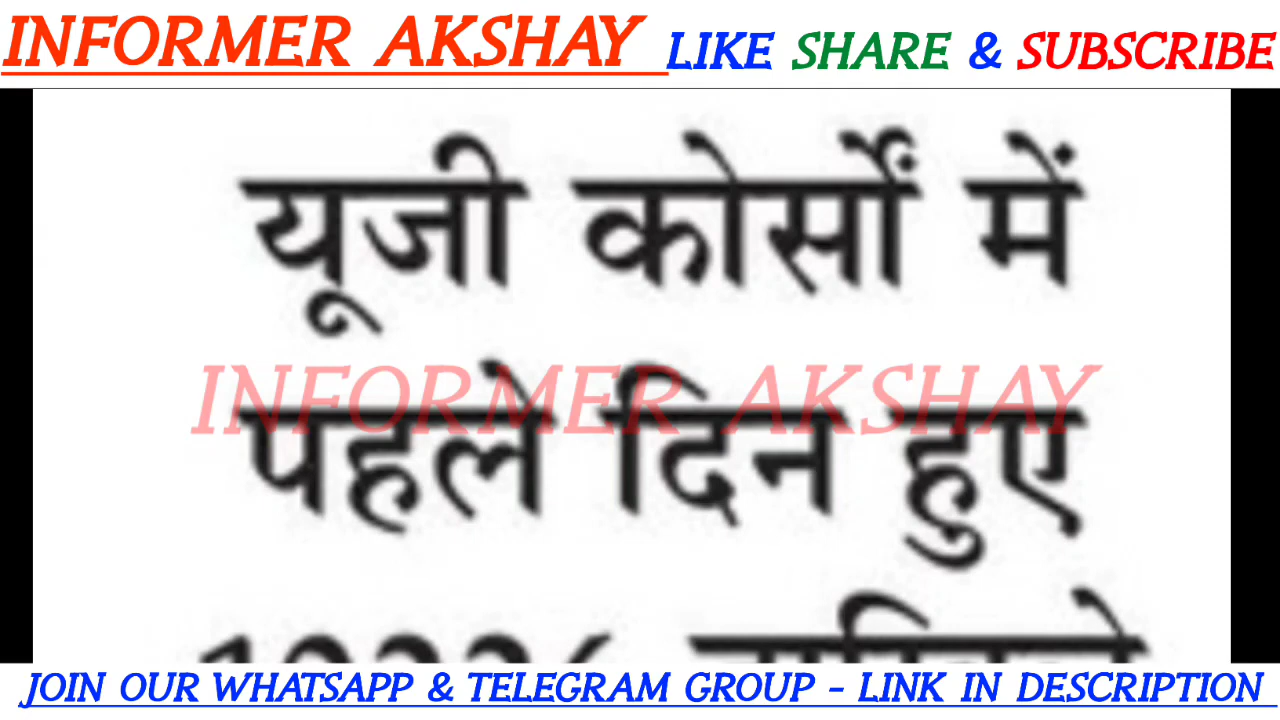 INFORMER AKSHAY LIKE SHARE & SUBSCRIBE
यूजी कोर्सों में
INFORMER AKSHAY
पहले दिन हुए
JOIN OUR WHATSAPP & TELEGRAM GROUP - LINK IN DESCRIPTION